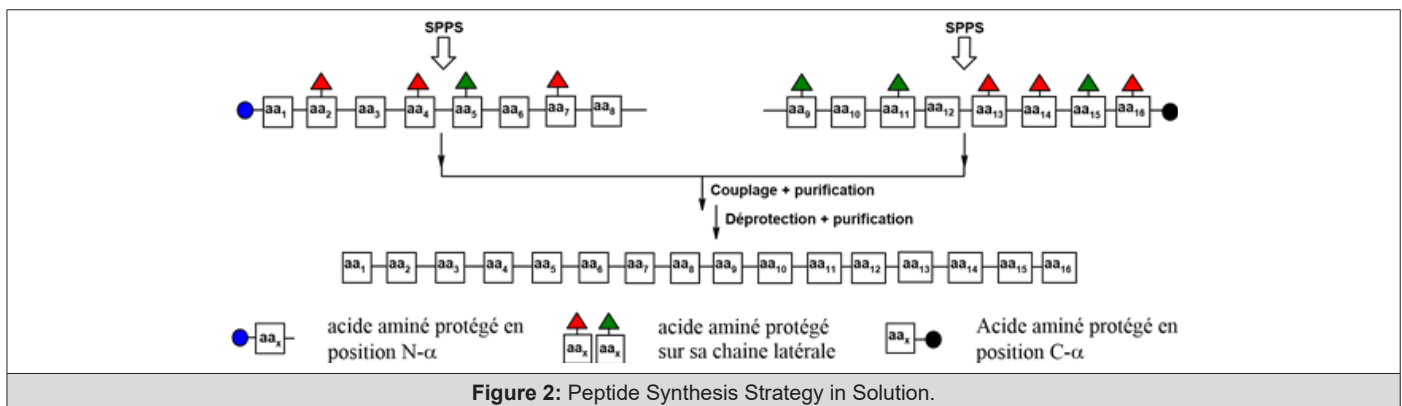 SPPS SPPS
aa1 aa2 aa3 aa4 aa5 aa6 aa7 aa8 aa9 aa10 aa11 aa12 aa13 aa14 aa15 aa16
Couplage + purification
Déprotection + purification
aa1 aa2 aa3 aa4 aa5 aa6 aa7 aa8 aa9 aa10 aa11 aa12 aa13 aa14 aa15 aa16
aax acide aminé protégé en aax aax acide aminé protégé aax Acide aminé protégé en
position N-α sur sa chaine latérale position C-α
Figure 2: Peptide Synthesis Strategy in Solution.